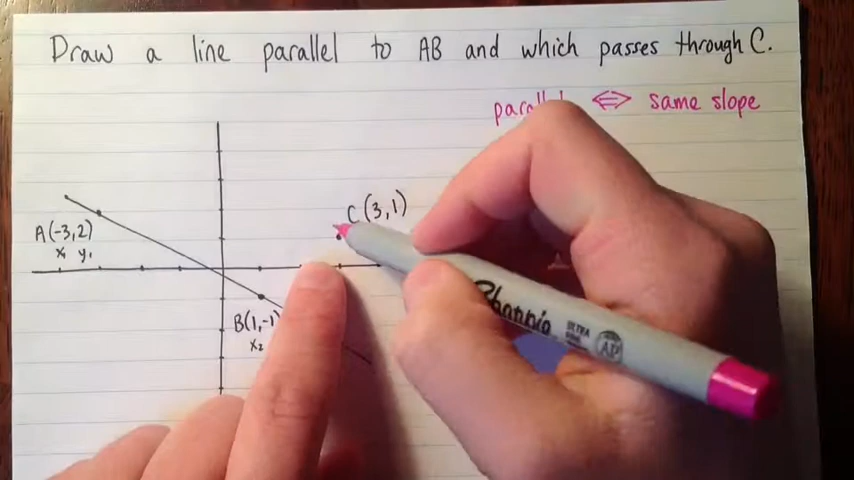 Draw a line parallel to AB and which passes through C.
⇔ same slope
C (3,1)
A (-3,2)
x₁ y₁
B(1,-1)
x₂
ULTRA
AP